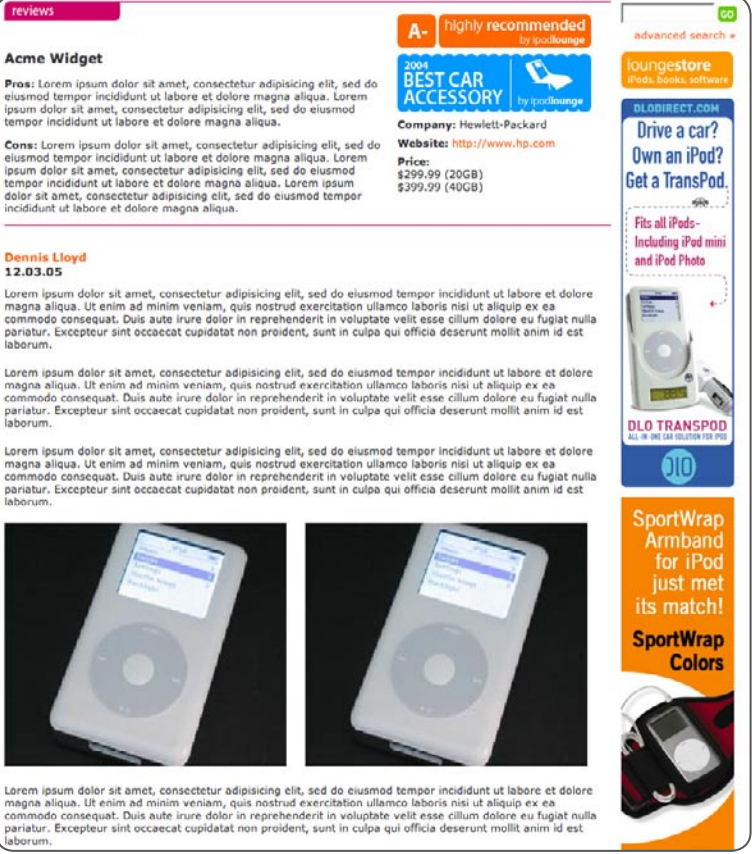 reviews
Acme Widget
Pros: Lorem ipsum dolor sit amet, consectetur adipisicing elit, sed do
eiusmod tempor incididunt ut labore et dolore magna aliqua. Lorem
ipsum dolor sit amet, consectetur adipisicing elit, sed do eiusmod
tempor incididunt ut labore et dolore magna aliqua.
Cons: Lorem ipsum dolor sit amet, consectetur adipisicing elit, sed do
eiusmod tempor incididunt ut labore et dolore magna aliqua. Lorem
ipsum dolor sit amet, consectetur adipisicing elit, sed do eiusmod
tempor incididunt ut labore et dolore magna aliqua. Lorem ipsum
dolor sit amet, consectetur adipisicing elit, sed do eiusmod tempor
incididunt ut labore et dolore magna aliqua.
A-
highly recommended
by ipodlounge
2004
BEST CAR
ACCESSORY
by ipodlounge
Company: Hewlett-Packard
Website: http://www.hp.com
Price:
$299.99 (20GB)
$399.99 (40GB)
Dennis Lloyd
12.03.05
Lorem ipsum dolor sit amet, consectetur adipisicing elit, sed do eiusmod tempor incididunt ut labore et dolore
magna aliqua. Ut enim ad minim veniam, quis nostrud exercitation ullamco laboris nisi ut aliquip ex ea
commodo consequat. Duis aute irure dolor in reprehenderit in voluptate velit esse cillum dolore eu fugiat nulla
pariatur. Excepteur sint occaecat cupidatat non proident, sunt in culpa qui officia deserunt mollit anim id est
laborum.
Lorem ipsum dolor sit amet, consectetur adipisicing elit, sed do eiusmod tempor incididunt ut labore et dolore
magna aliqua. Ut enim ad minim veniam, quis nostrud exercitation ullamco laboris nisi ut aliquip ex ea
commodo consequat. Duis aute irure dolor in reprehenderit in voluptate velit esse cillum dolore eu fugiat nulla
pariatur. Excepteur sint occaecat cupidatat non proident, sunt in culpa qui officia deserunt mollit anim id est
laborum.
Lorem ipsum dolor sit amet, consectetur adipisicing elit, sed do eiusmod tempor incididunt ut labore et dolore
magna aliqua. Ut enim ad minim veniam, quis nostrud exercitation ullamco laboris nisi ut aliquip ex ea
commodo consequat. Duis aute irure dolor in reprehenderit in voluptate velit esse cillum dolore eu fugiat nulla
pariatur. Excepteur sint occaecat cupidatat non proident, sunt in culpa qui officia deserunt mollit anim id est
laborum.
Lorem ipsum dolor sit amet, consectetur adipisicing elit, sed do eiusmod tempor incididunt ut labore et dolore
magna aliqua. Ut enim ad minim veniam, quis nostrud exercitation ullamco laboris nisi ut aliquip ex ea
commodo consequat. Duis aute irure dolor in reprehenderit in voluptate velit esse cillum dolore eu fugiat nulla
pariatur. Excepteur sint occaecat cupidatat non proident, sunt in culpa qui officia deserunt mollit anim id est
laborum.
GO
advanced search »
loungestore
iPods, books, software
DLODIRECT.COM
Drive a car?
Own an iPod?
Get a TransPod.
Fits all iPods-
Including iPod mini
and iPod Photo
DLO TRANSPOD
ALL-IN-ONE CAR SOLUTION FOR IPOD
DLO
SportWrap
Armband
for iPod
just met
its match!
SportWrap
Colors